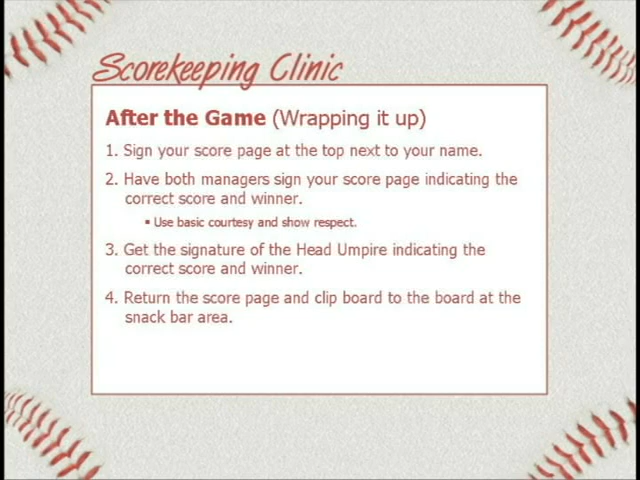 Scorekeeping Clinic
After the Game (Wrapping it up)
1. Sign your score page at the top next to your name.
2. Have both managers sign your score page indicating the
correct score and winner.
▪ Use basic courtesy and show respect.
3. Get the signature of the Head Umpire indicating the
correct score and winner.
4. Return the score page and clip board to the board at the
snack bar area.